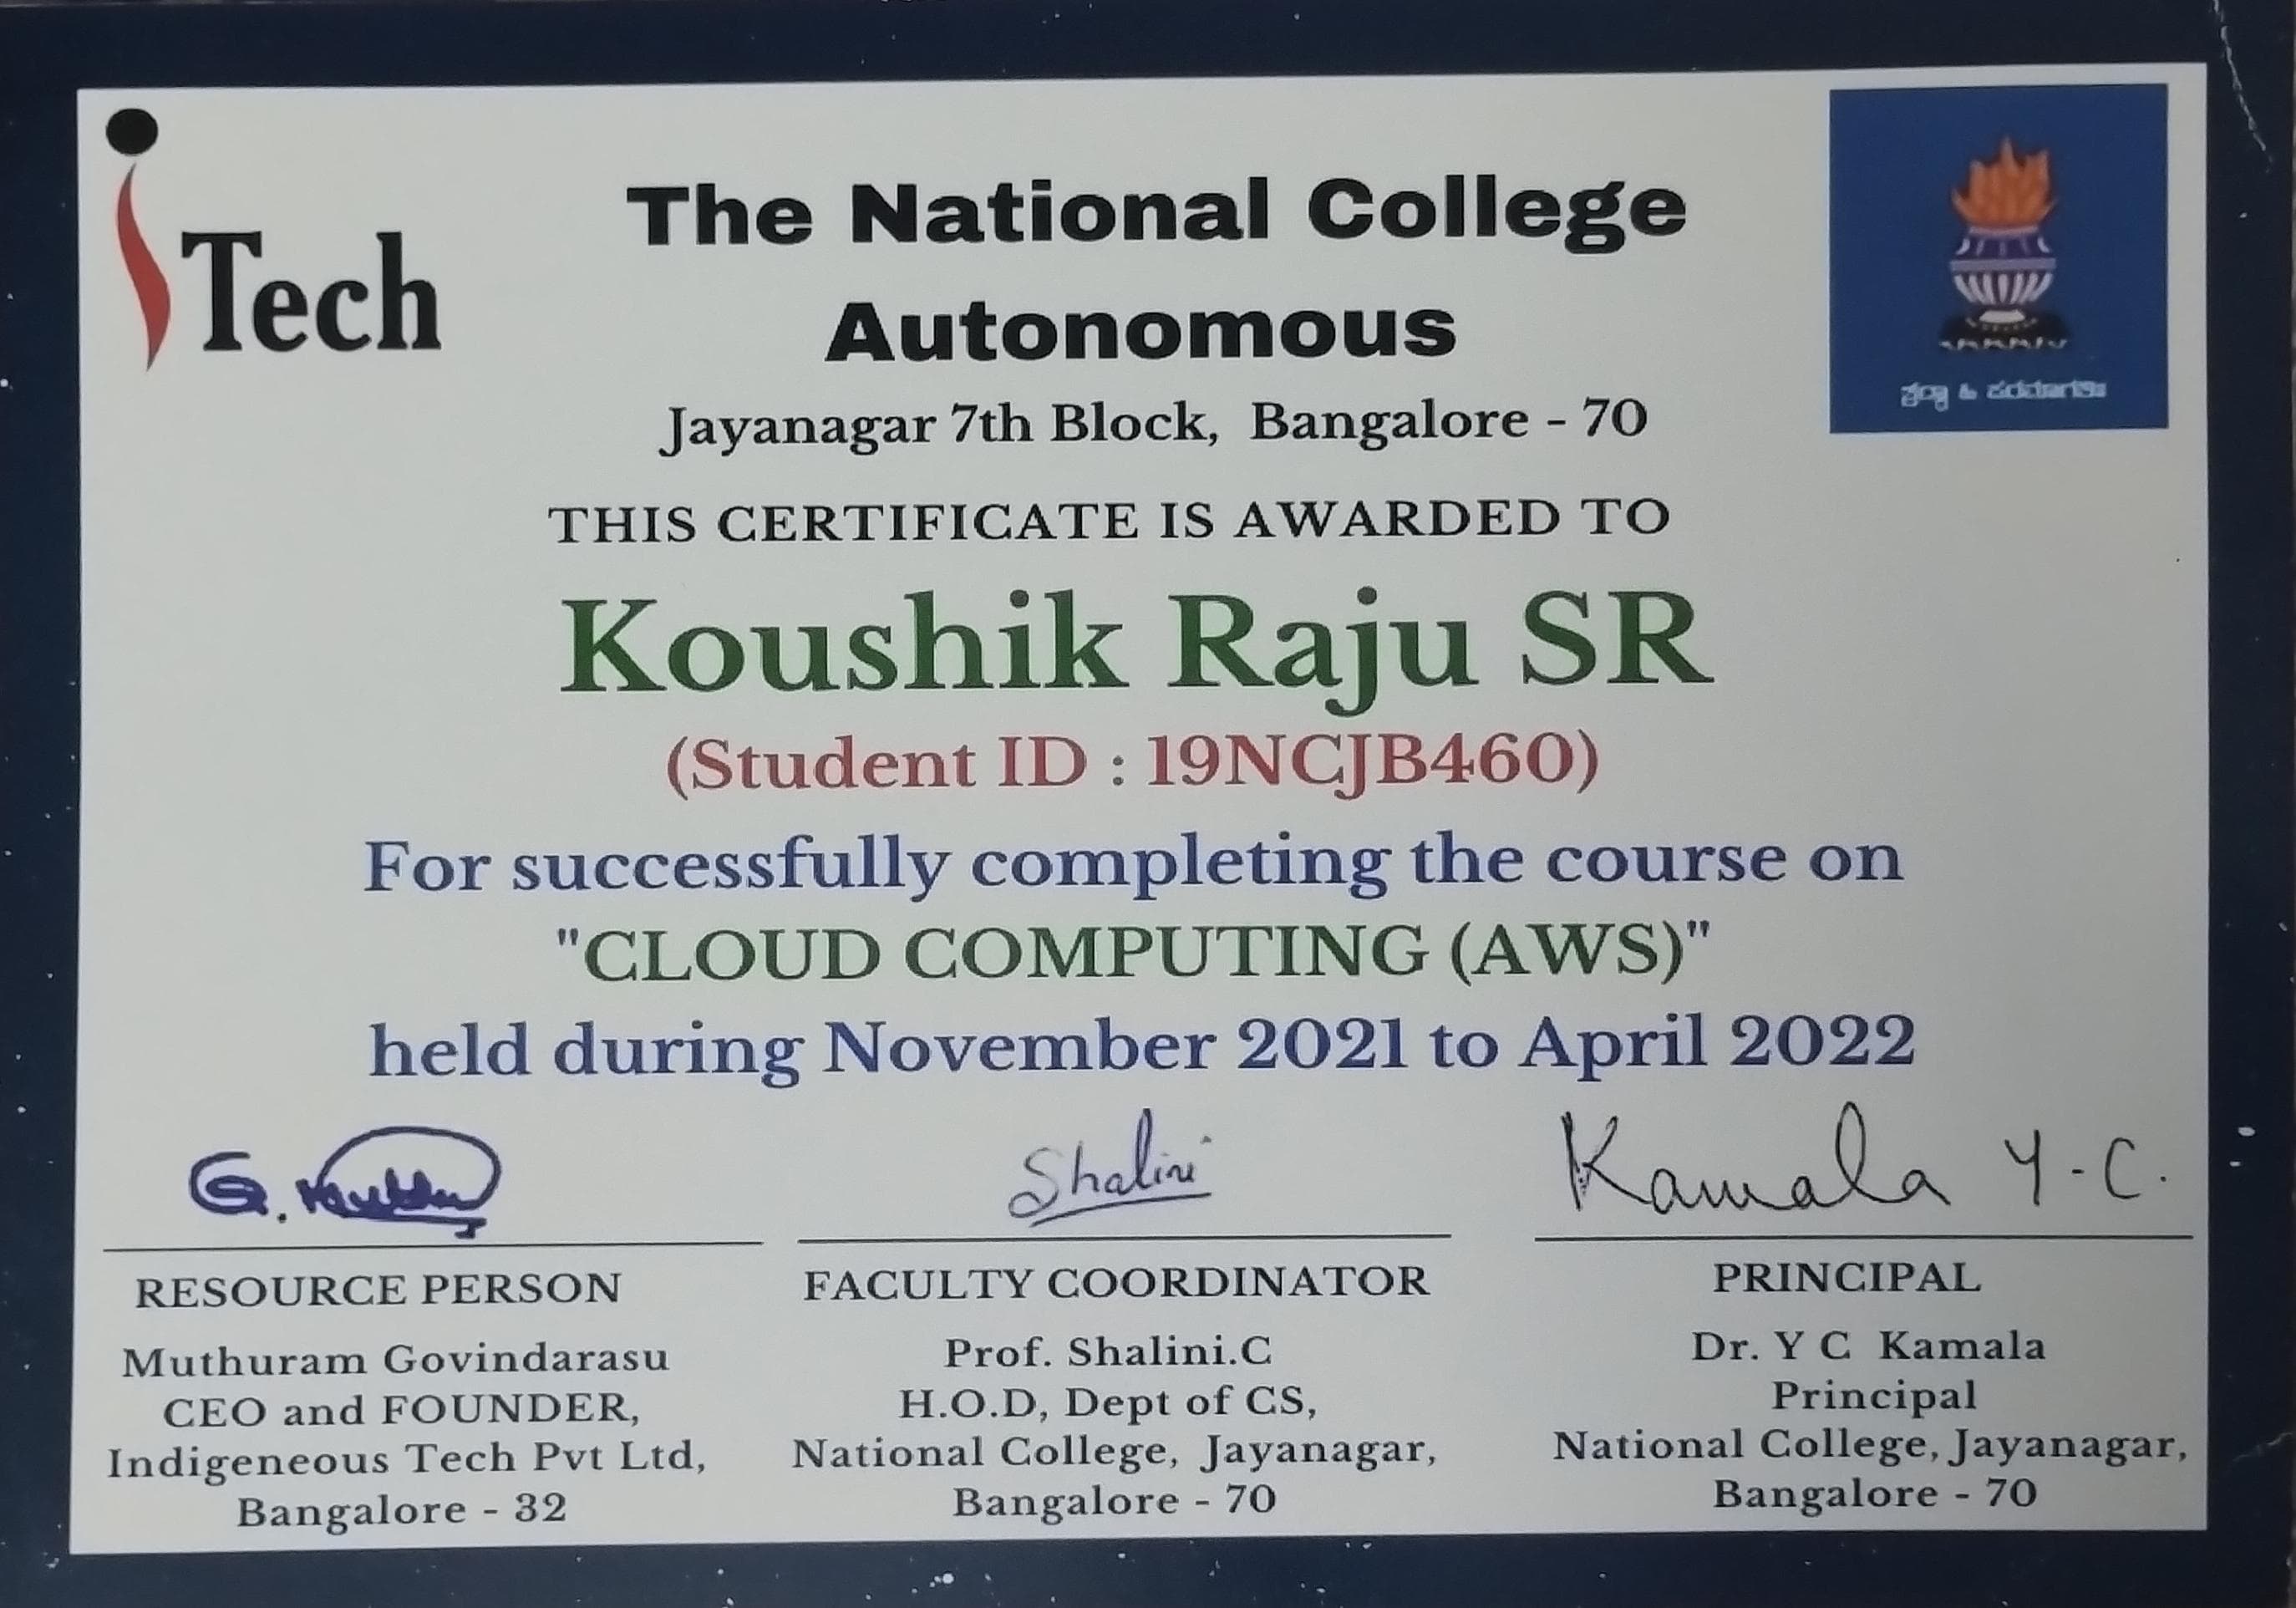 iTech
The National College
Autonomous
Jayanagar 7th Block, Bangalore - 70
THIS CERTIFICATE IS AWARDED TO
Koushik Raju SR
(Student ID : 19NCJB460)
For successfully completing the course on
"CLOUD COMPUTING (AWS)"
held during November 2021 to April 2022
G.
Shalini
Kamala Y-C.
RESOURCE PERSON
Muthuram Govindarasu
CEO and FOUNDER,
Indigeneous Tech Pvt Ltd,
Bangalore - 32
FACULTY COORDINATOR
Prof. Shalini.C
H.O.D, Dept of CS,
National College, Jayanagar,
Bangalore - 70
PRINCIPAL
Dr. Y C Kamala
Principal
National College, Jayanagar,
Bangalore - 70